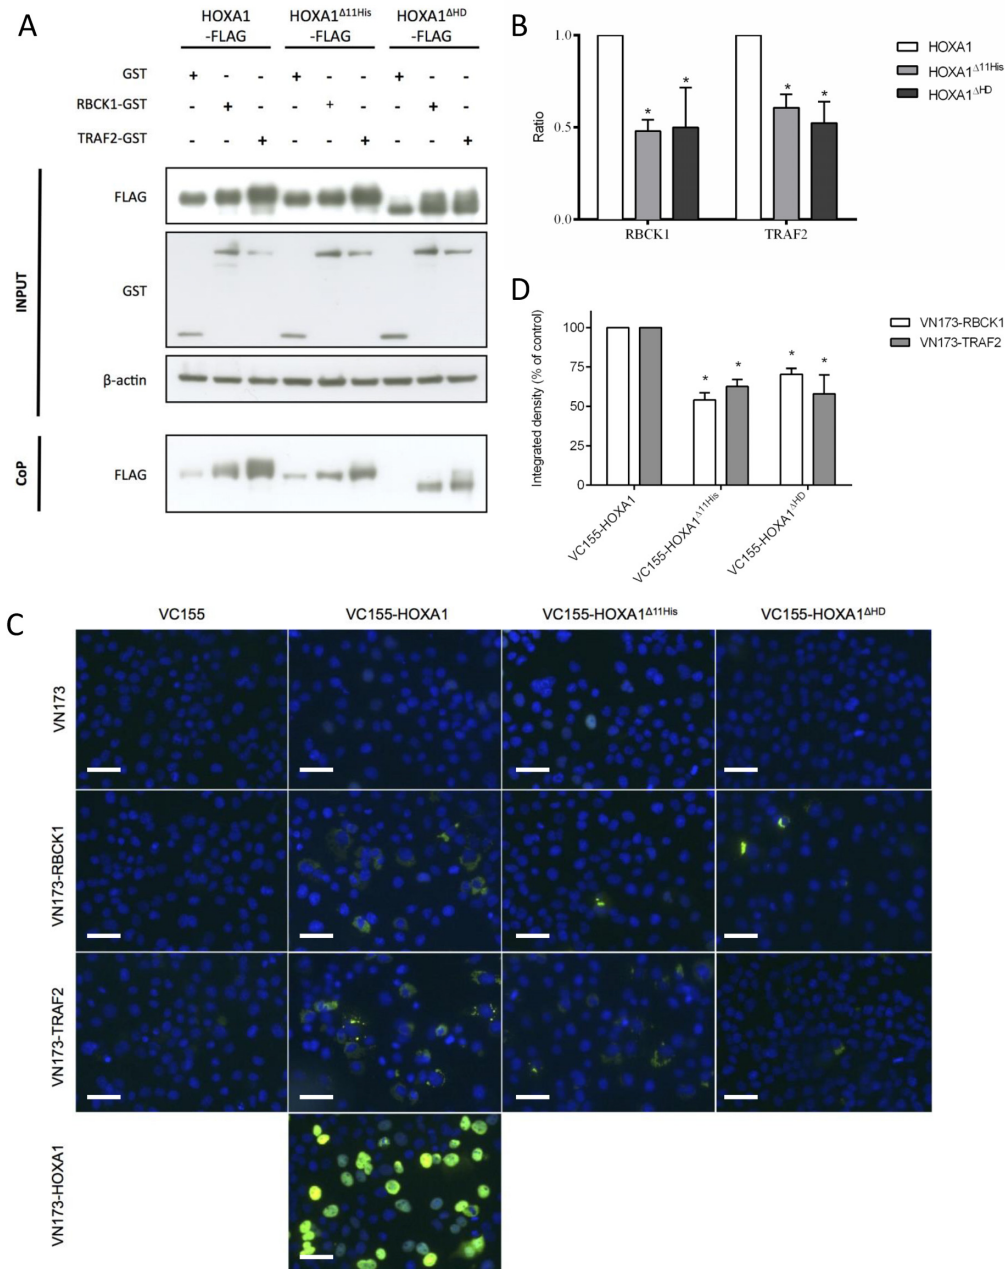 A
HOXA1 -FLAG
HOXA1Δ11His -FLAG
HOXA1ΔHD -FLAG
GST + - - + - - + - -
RBCK1-GST - + - - + - - + -
TRAF2-GST - - + - - + - - +
INPUT
FLAG
GST
β-actin
CoP
FLAG
B
Ratio
1.0
0.5
0.0
* * * *
RBCK1 TRAF2
HOXA1
HOXA1Δ11His
HOXA1ΔHD
D
Integrated density (% of control)
100
75
50
25
0
* * * *
VC155-HOXA1
VC155-HOXA1Δ11His
VC155-HOXA1ΔHD
VN173-RBCK1
VN173-TRAF2
C
VC155 VC155-HOXA1 VC155-HOXA1Δ11His VC155-HOXA1ΔHD
VN173
VN173-RBCK1
VN173-TRAF2
VN173-HOXA1